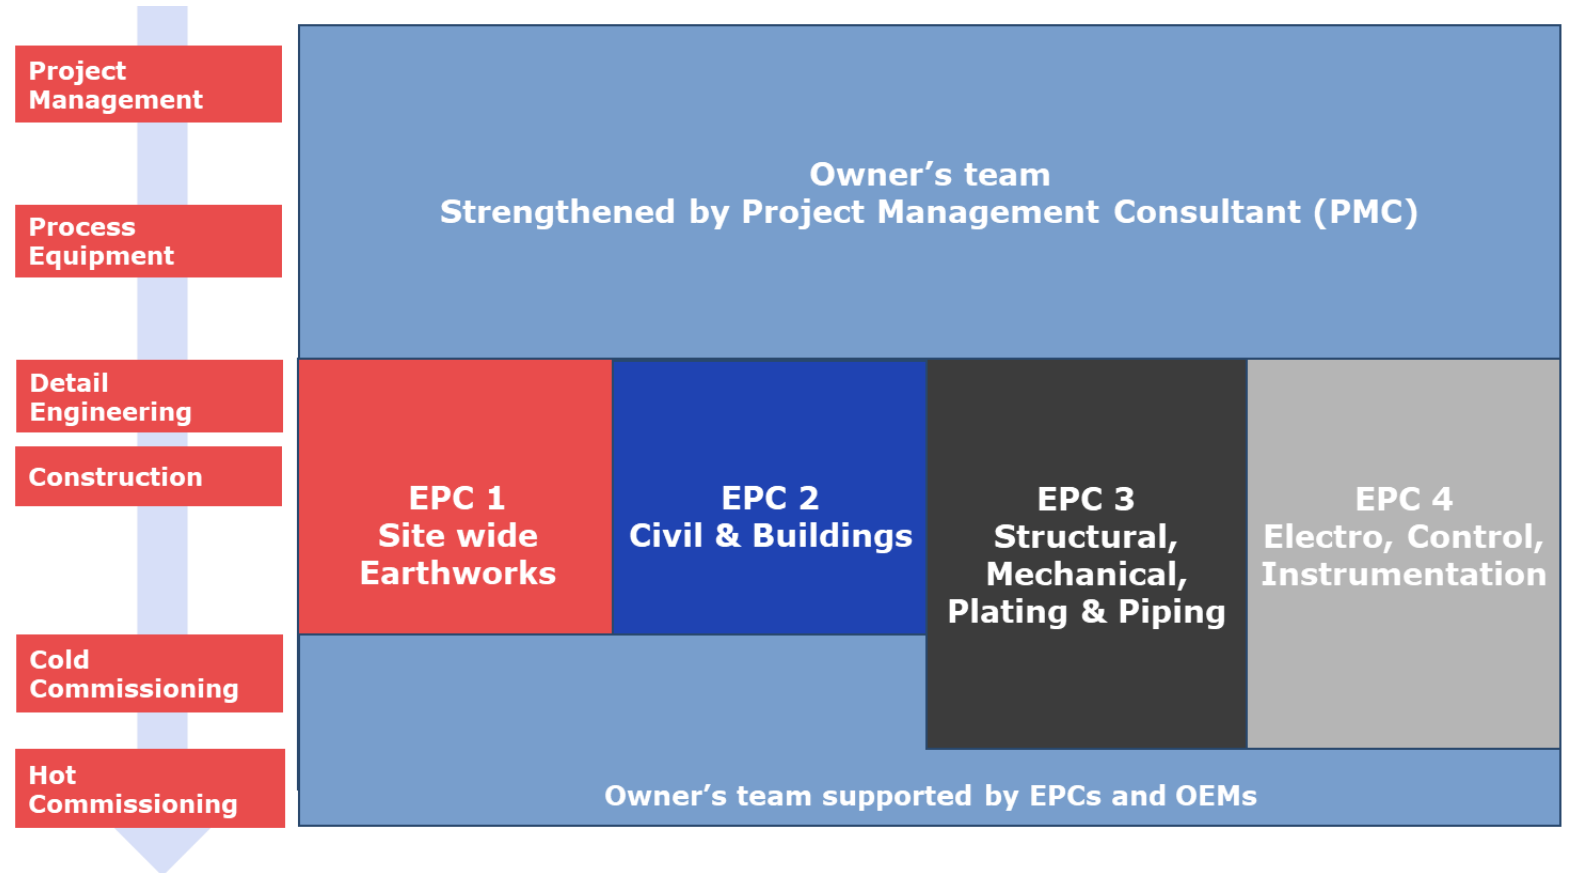 Project
Management
Process
Equipment
Detail
Engineering
Construction
Cold
Commissioning
Hot
Commissioning
Owner’s team
Strengthened by Project Management Consultant (PMC)
EPC 1
Site wide
Earthworks
EPC 2
Civil & Buildings
EPC 3
Structural,
Mechanical,
Plating & Piping
EPC 4
Electro, Control,
Instrumentation
Owner’s team supported by EPCs and OEMs